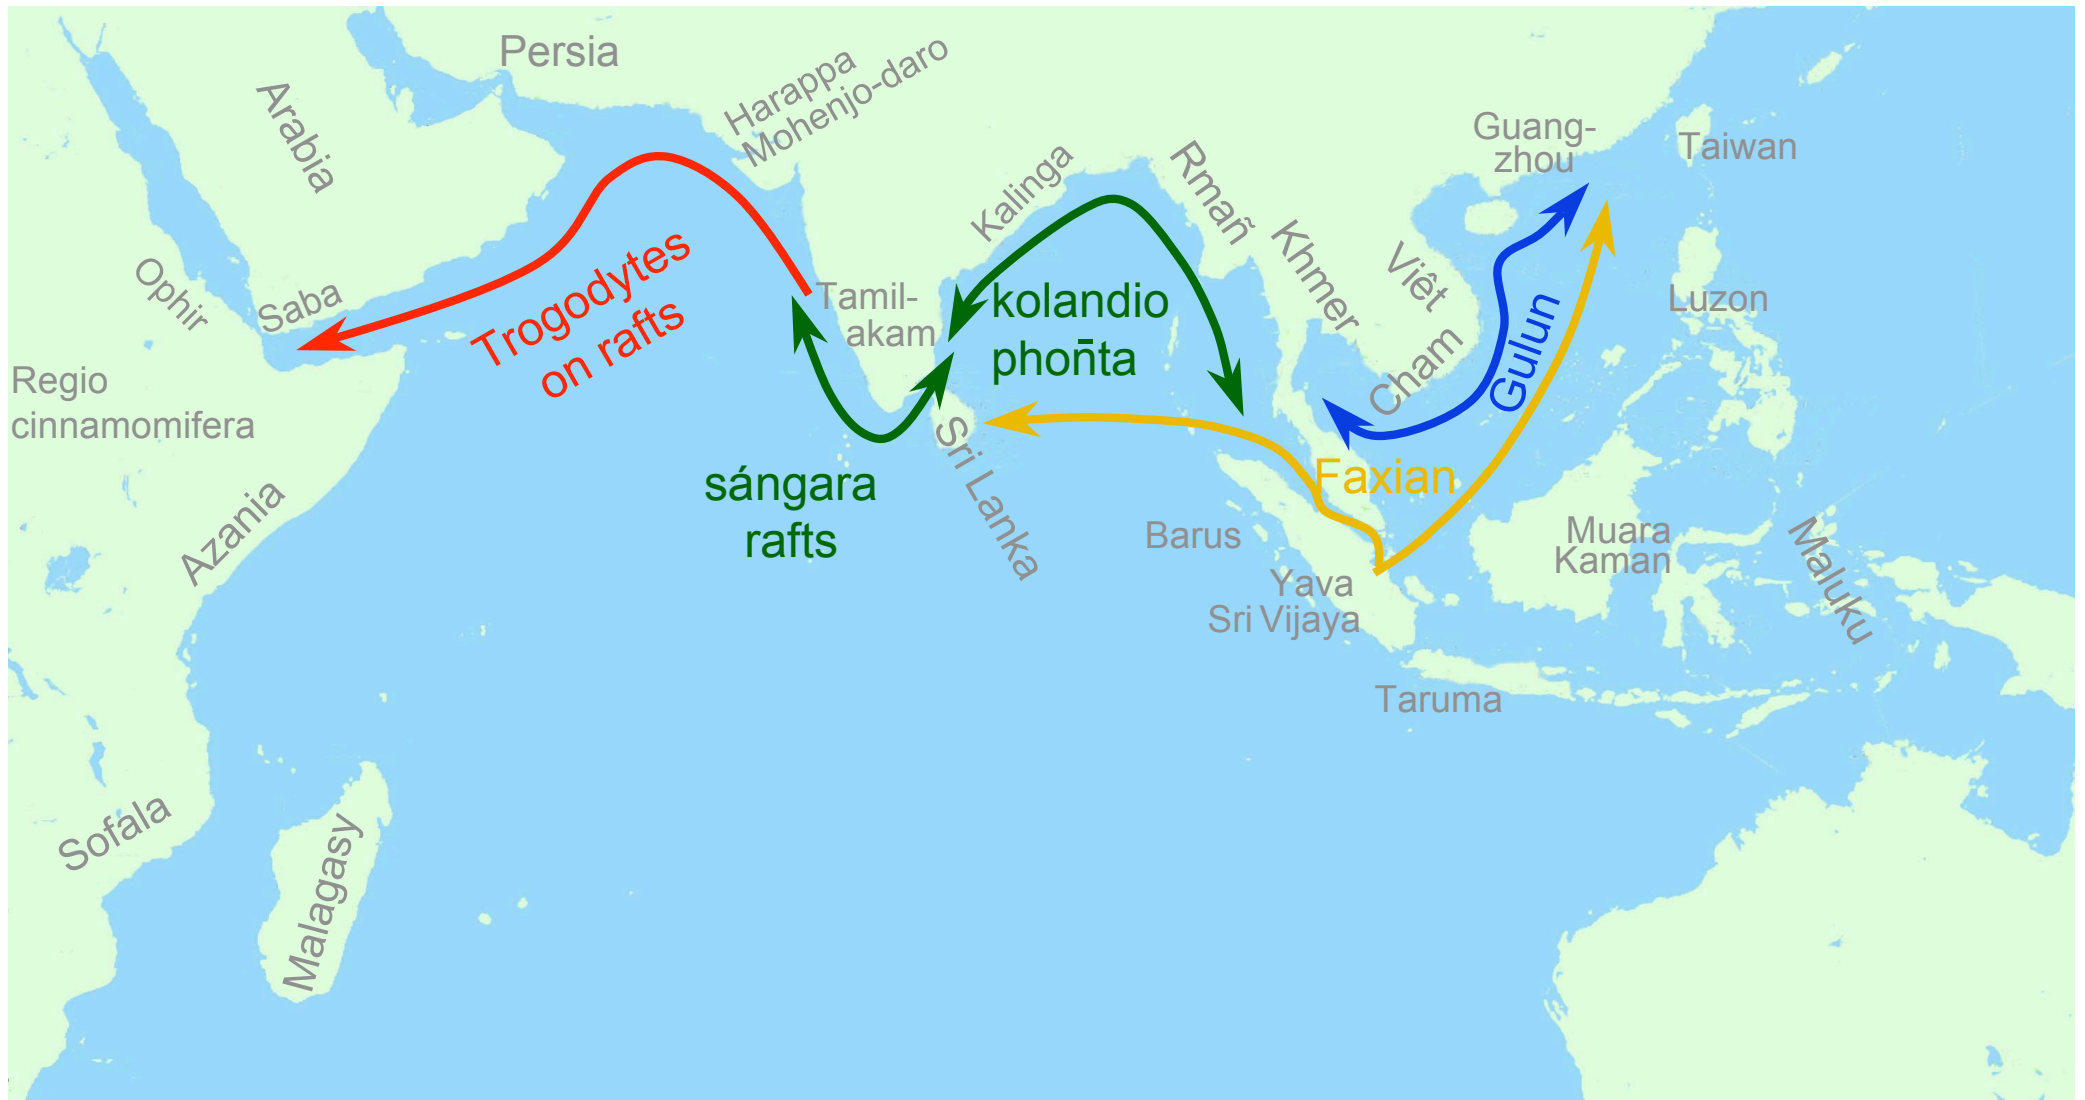 Persia
Harappa
Mohenjo-daro
Arabia
Guang-
zhou
Taiwan
Kalinga
Rmañ
Khmer
Viêt
Ophir
Saba
Trogodytes
on rafts
Tamil-
akam
kolandio
phon̄ta
Cham
Gulun
Luzon
Regio
cinnamomifera
Sri Lanka
Faxian
sángara
rafts
Azania
Barus
Muara
Kaman
Maluku
Yava
Sri Vijaya
Taruma
Sofala
Malagasy